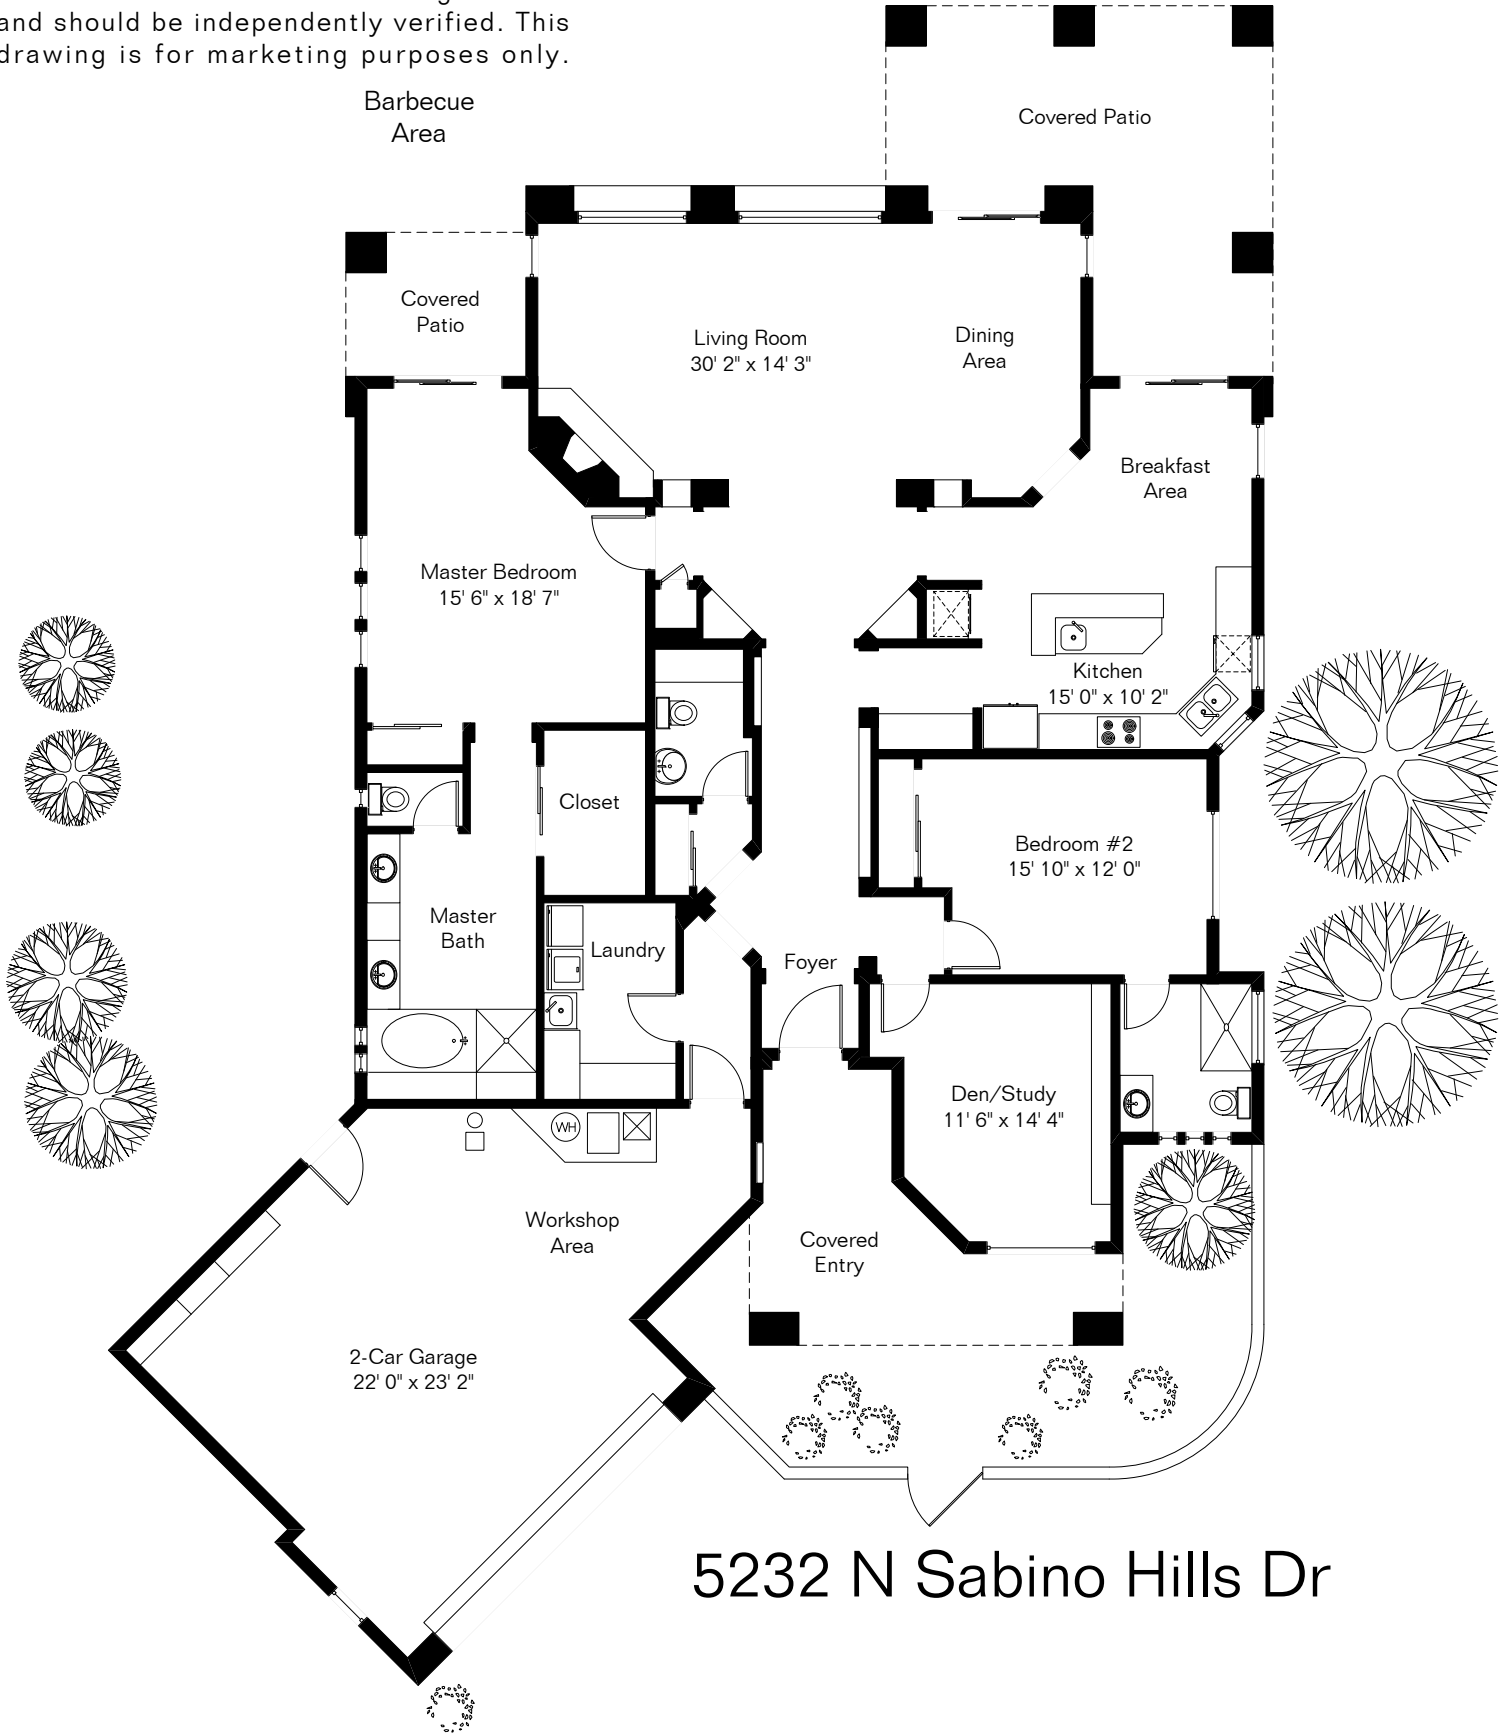 and should be independently verified. This
drawing is for marketing purposes only.
Barbecue
Area
Covered Patio
Covered
Patio
Living Room
30' 2" x 14' 3"
Dining
Area
Breakfast
Area
Master Bedroom
15' 6" x 18' 7"
Kitchen
15' 0" x 10' 2"
Closet
Bedroom #2
15' 10" x 12' 0"
Master
Bath
Laundry
Foyer
Den/Study
11' 6" x 14' 4"
WH
Workshop
Area
Covered
Entry
2-Car Garage
22' 0" x 23' 2"
5232 N Sabino Hills Dr